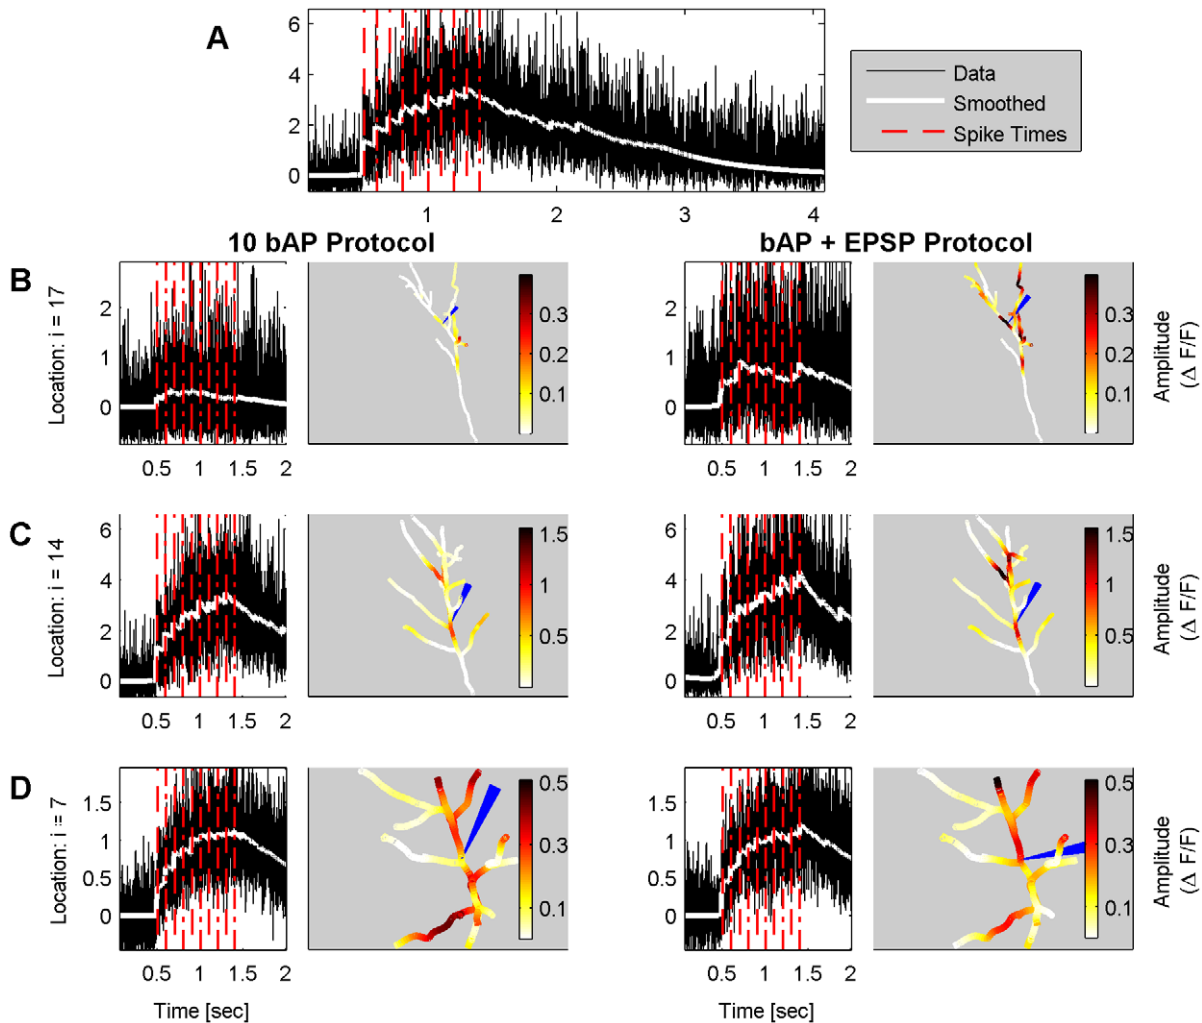 A
6
4
2
0
1
2
3
4
Data
Smoothed
Spike Times
10 bAP Protocol
bAP + EPSP Protocol
B
Location: i = 17
2
1
0
0.5 1 1.5 2
0.3
0.2
0.1
2
1
0
0.5 1 1.5 2
0.3
0.2
0.1
Amplitude
(Δ F/F)
C
Location: i = 14
6
4
2
0
0.5 1 1.5 2
1.5
1
0.5
6
4
2
0
0.5 1 1.5 2
1.5
1
0.5
Amplitude
(Δ F/F)
D
Location: i = 7
1.5
1
0.5
0
0.5 1 1.5 2
0.5
0.3
0.1
1.5
1
0.5
0
0.5 1 1.5 2
0.5
0.3
0.1
Amplitude
(Δ F/F)
Time [sec]
Time [sec]